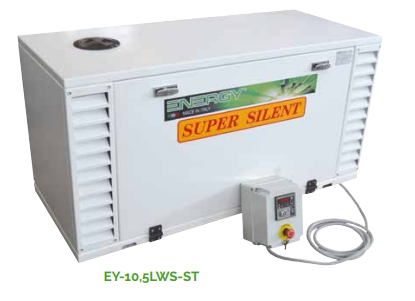 ENERGY
MADE IN ITALY
SUPER SILENT
EY-10,5LWS-ST